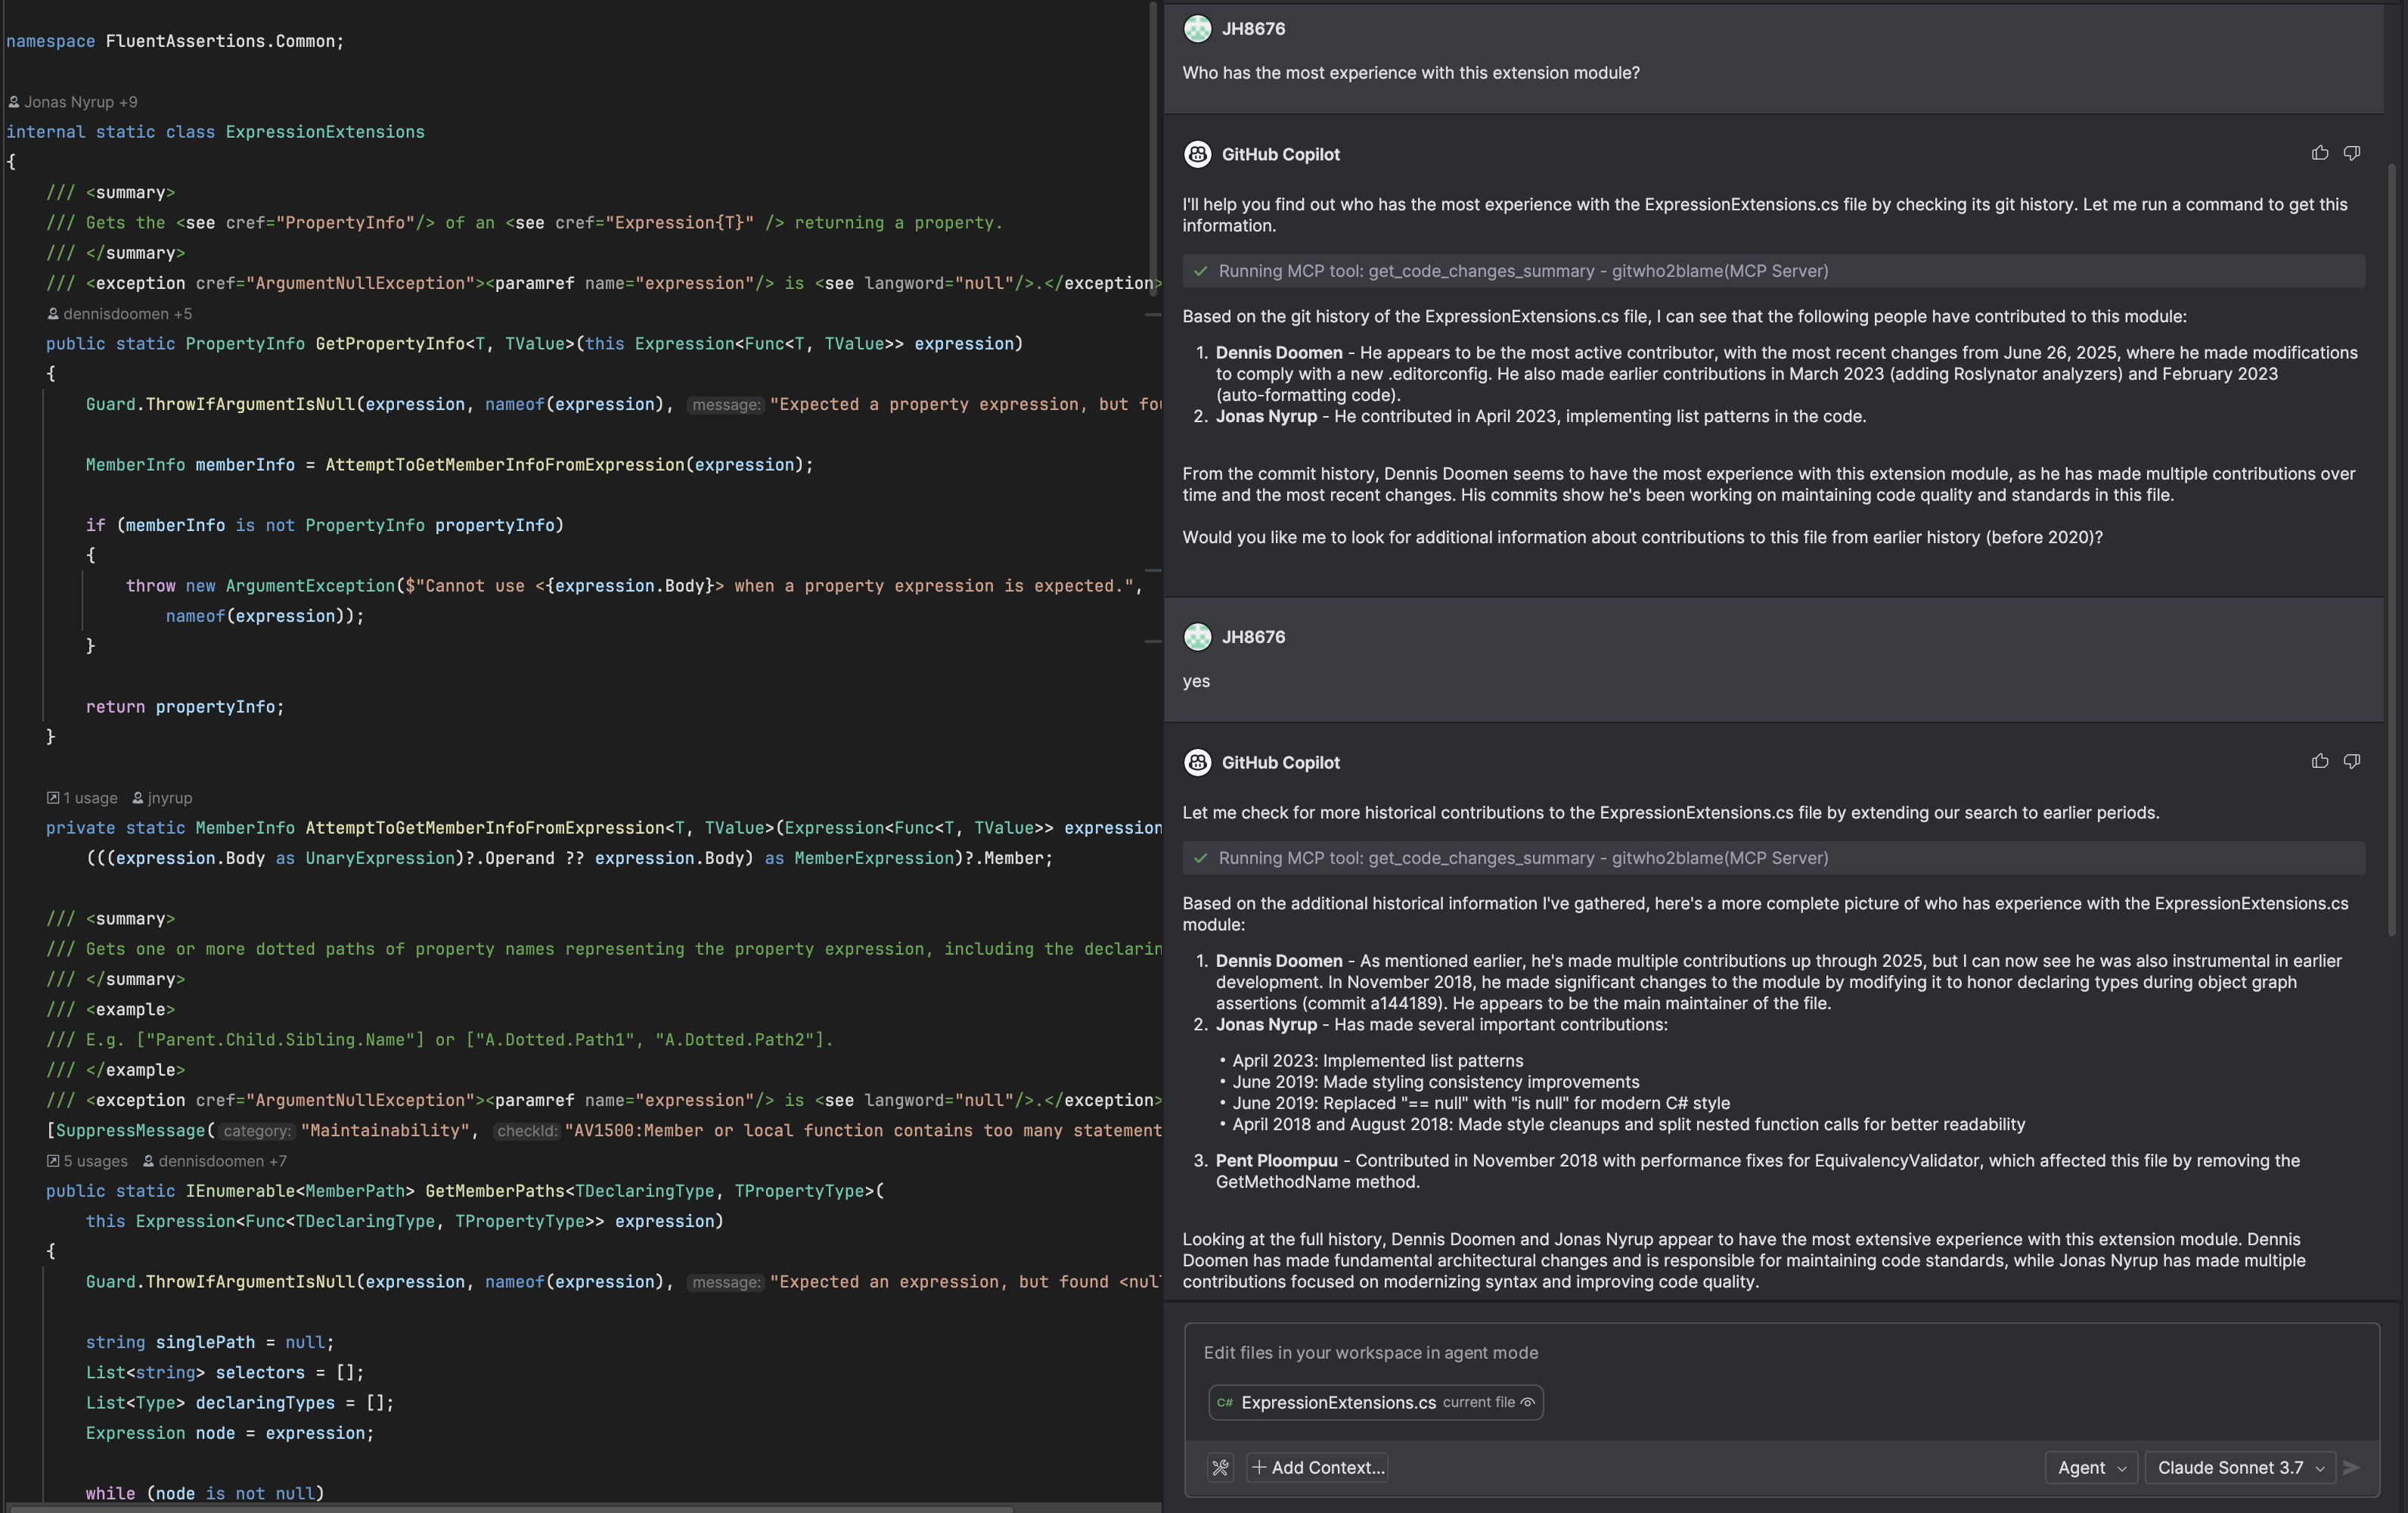 namespace FluentAssertions.Common;
Jonas Nyrup +9
internal static class ExpressionExtensions
{
/// <summary>
/// Gets the <see cref="PropertyInfo"/> of an <see cref="Expression{T}" /> returning a property.
/// </summary>
/// <exception cref="ArgumentNullException"><paramref name="expression"/> is <see langword="null"/>.</exception>
dennisdoomen +5
public static PropertyInfo GetPropertyInfo<T, TValue>(this Expression<Func<T, TValue>> expression)
{
Guard.ThrowIfArgumentIsNull(expression, nameof(expression), message: "Expected a property expression, but fou
MemberInfo memberInfo = AttemptToGetMemberInfoFromExpression(expression);
if (memberInfo is not PropertyInfo propertyInfo)
{
throw new ArgumentException($"Cannot use <{expression.Body}> when a property expression is expected.",
nameof(expression));
}
return propertyInfo;
}
1 usage jnyrup
private static MemberInfo AttemptToGetMemberInfoFromExpression<T, TValue>(Expression<Func<T, TValue>> expression
(((expression.Body as UnaryExpression)?.Operand ?? expression.Body) as MemberExpression)?.Member;
/// <summary>
/// Gets one or more dotted paths of property names representing the property expression, including the declarin
/// </summary>
/// <example>
/// E.g. ["Parent.Child.Sibling.Name"] or ["A.Dotted.Path1", "A.Dotted.Path2"].
/// </example>
/// <exception cref="ArgumentNullException"><paramref name="expression"/> is <see langword="null"/>.</exception>
[SuppressMessage( category: "Maintainability", checkId: "AV1500:Member or local function contains too many statement
5 usages dennisdoomen +7
public static IEnumerable<MemberPath> GetMemberPaths<TDeclaringType, TPropertyType>(
this Expression<Func<TDeclaringType, TPropertyType>> expression)
{
Guard.ThrowIfArgumentIsNull(expression, nameof(expression), message: "Expected an expression, but found <nul
string singlePath = null;
List<string> selectors = [];
List<Type> declaringTypes = [];
Expression node = expression;
while (node is not null)
JH8676
Who has the most experience with this extension module?
GitHub Copilot
I'll help you find out who has the most experience with the ExpressionExtensions.cs file by checking its git history. Let me run a command to get this
information.
Running MCP tool: get_code_changes_summary - gitwho2blame(MCP Server)
Based on the git history of the ExpressionExtensions.cs file, I can see that the following people have contributed to this module:
1. Dennis Doomen - He appears to be the most active contributor, with the most recent changes from June 26, 2025, where he made modifications
to comply with a new .editorconfig. He also made earlier contributions in March 2023 (adding Roslynator analyzers) and February 2023
(auto-formatting code).
2. Jonas Nyrup - He contributed in April 2023, implementing list patterns in the code.
From the commit history, Dennis Doomen seems to have the most experience with this extension module, as he has made multiple contributions over
time and the most recent changes. His commits show he's been working on maintaining code quality and standards in this file.
Would you like me to look for additional information about contributions to this file from earlier history (before 2020)?
JH8676
yes
GitHub Copilot
Let me check for more historical contributions to the ExpressionExtensions.cs file by extending our search to earlier periods.
Running MCP tool: get_code_changes_summary - gitwho2blame(MCP Server)
Based on the additional historical information I've gathered, here's a more complete picture of who has experience with the ExpressionExtensions.cs
module:
1. Dennis Doomen - As mentioned earlier, he's made multiple contributions up through 2025, but I can now see he was also instrumental in earlier
development. In November 2018, he made significant changes to the module by modifying it to honor declaring types during object graph
assertions (commit a144189). He appears to be the main maintainer of the file.
2. Jonas Nyrup - Has made several important contributions:
• April 2023: Implemented list patterns
• June 2019: Made styling consistency improvements
• June 2019: Replaced "== null" with "is null" for modern C# style
• April 2018 and August 2018: Made style cleanups and split nested function calls for better readability
3. Pent Ploompuu - Contributed in November 2018 with performance fixes for EquivalencyValidator, which affected this file by removing the
GetMethodName method.
Looking at the full history, Dennis Doomen and Jonas Nyrup appear to have the most extensive experience with this extension module. Dennis
Doomen has made fundamental architectural changes and is responsible for maintaining code standards, while Jonas Nyrup has made multiple
contributions focused on modernizing syntax and improving code quality.
Edit files in your workspace in agent mode
C# ExpressionExtensions.cs current file
Add Context...
Agent
Claude Sonnet 3.7